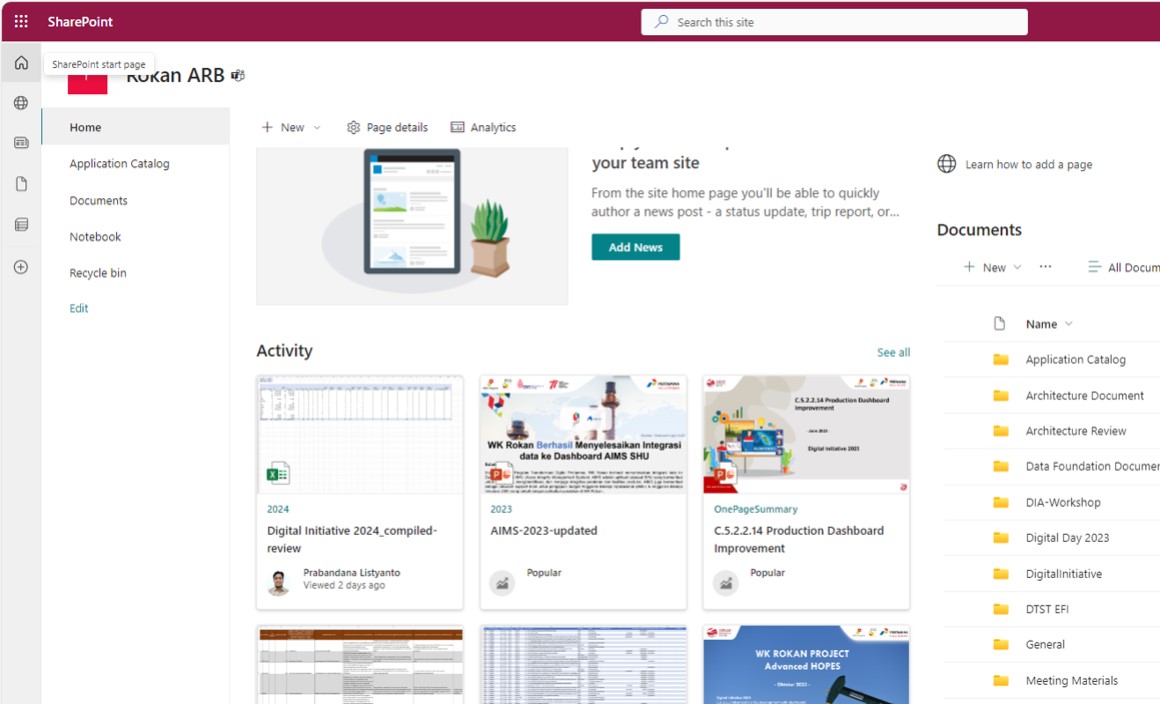 SharePoint
Search this site
SharePoint start page
Rokan ARB
Home
Application Catalog
Documents
Notebook
Recycle bin
Edit
New
Page details
Analytics
your team site
From the site home page you'll be able to quickly
author a news post - a status update, trip report, or...
Add News
Learn how to add a page
Documents
New
All Docum
Name
Application Catalog
Architecture Document
Architecture Review
Data Foundation Documen
DIA-Workshop
Digital Day 2023
DigitalInitiative
DTST EFI
General
Meeting Materials
Activity
See all
2024
Digital Initiative 2024_compiled-
review
Prabandana Listyanto
Viewed 2 days ago
WK Rokan Berhasil Menyelesaikan Integrasi
data ke Dashboard AIMS SHU
2023
AIMS-2023-updated
Popular
C.5.2.2.14 Production Dashboard
Improvement
Digital Initiative 2023
OnePageSummary
C.5.2.2.14 Production Dashboard
Improvement
Popular
WK ROKAN PROJECT
Advanced HOPES